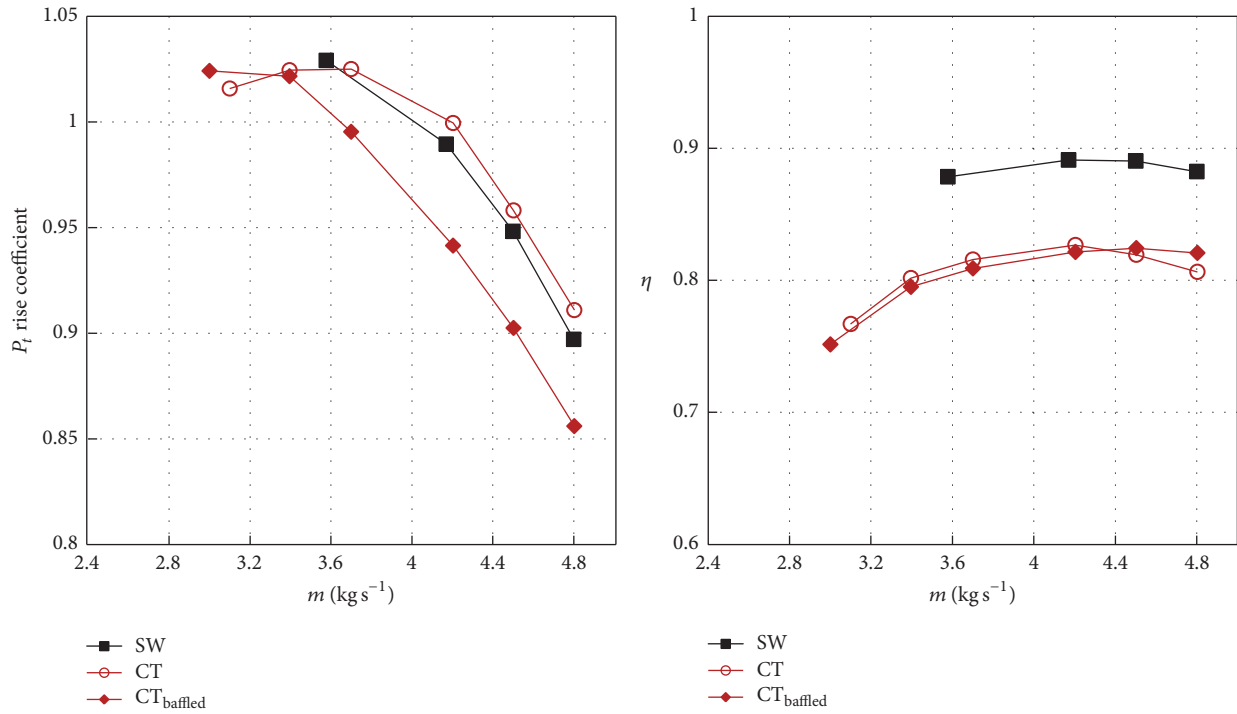 1.05
1
0.95
0.9
0.85
0.8
P_t rise coefficient
2.4 2.8 3.2 3.6 4 4.4 4.8
m (kg s⁻¹)
SW
CT
CT_baffled
1
0.9
0.8
0.7
0.6
η
2.4 2.8 3.2 3.6 4 4.4 4.8
m (kg s⁻¹)
SW
CT
CT_baffled